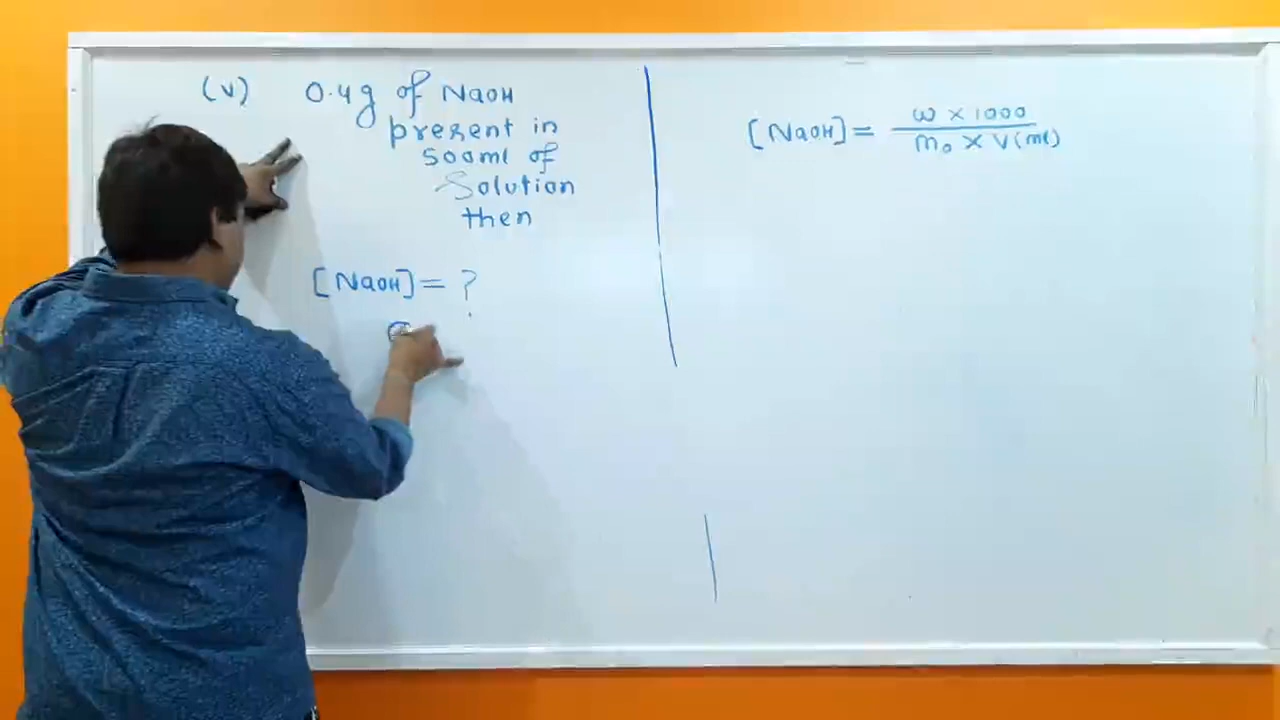 (v) 0.4g of NaOH
present in
500ml of
Solution
then
[NaOH] = ?
[NaOH] = w × 1000
m₀ × V(ml)